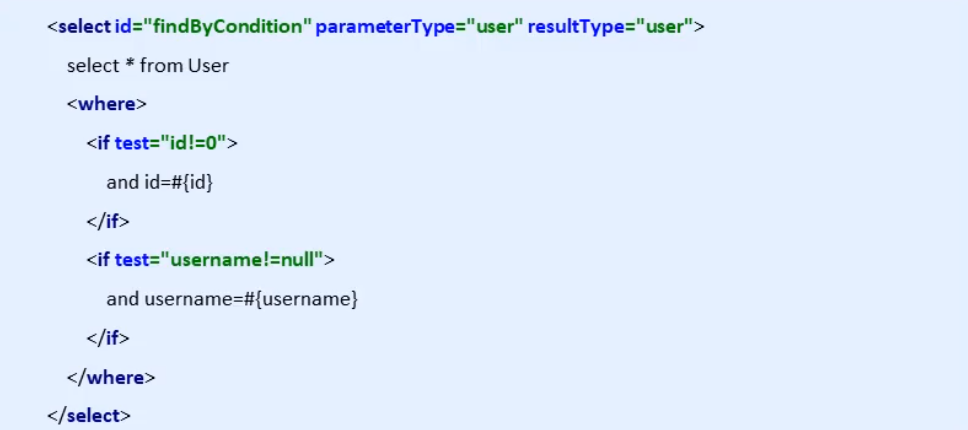 <select id="findByCondition" parameterType="user" resultType="user">
select * from User
<where>
<if test="id!=0">
and id=#{id}
</if>
<if test="username!=null">
and username=#{username}
</if>
</where>
</select>